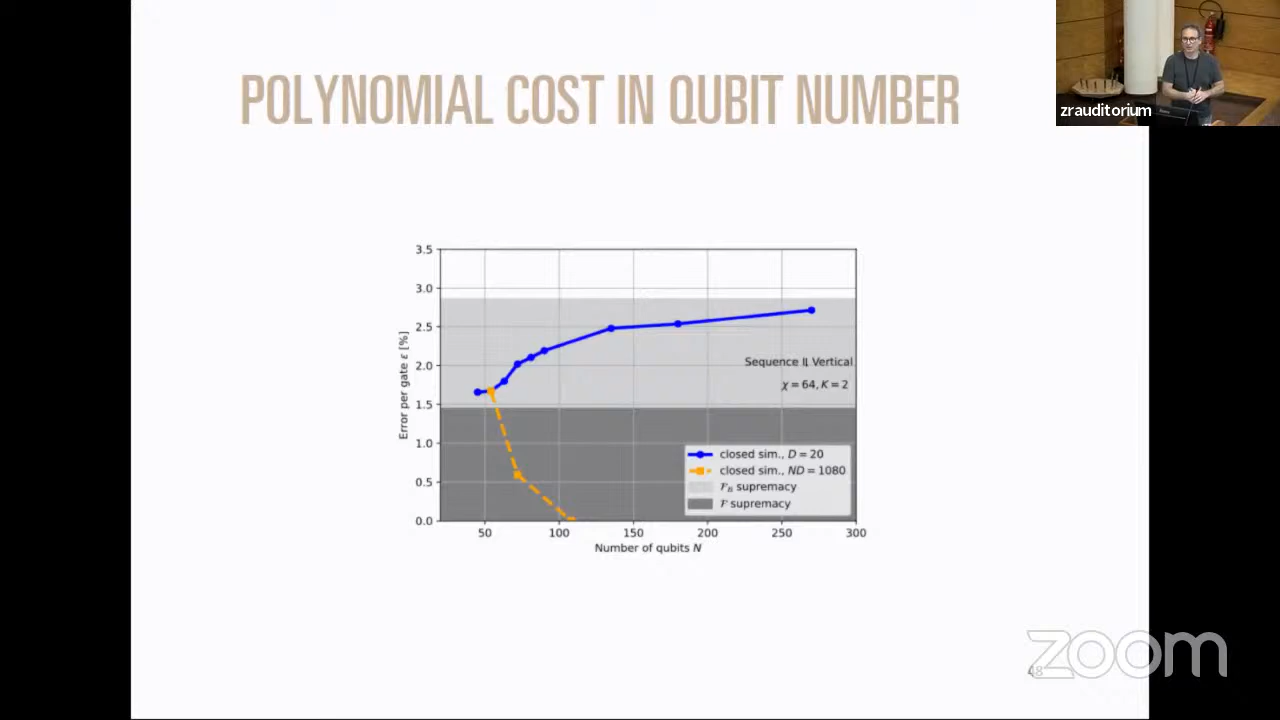 POLYNOMIAL COST IN QUBIT NUMBER
zrauditorium
3.5
3.0
2.5
2.0
1.5
1.0
0.5
0.0
Error per gate ε [%]
Sequence II, Vertical
χ = 64, K = 2
closed sim., D = 20
closed sim., ND = 1080
ℱ_B supremacy
ℱ supremacy
50 100 150 200 250 300
Number of qubits N
48
zoom